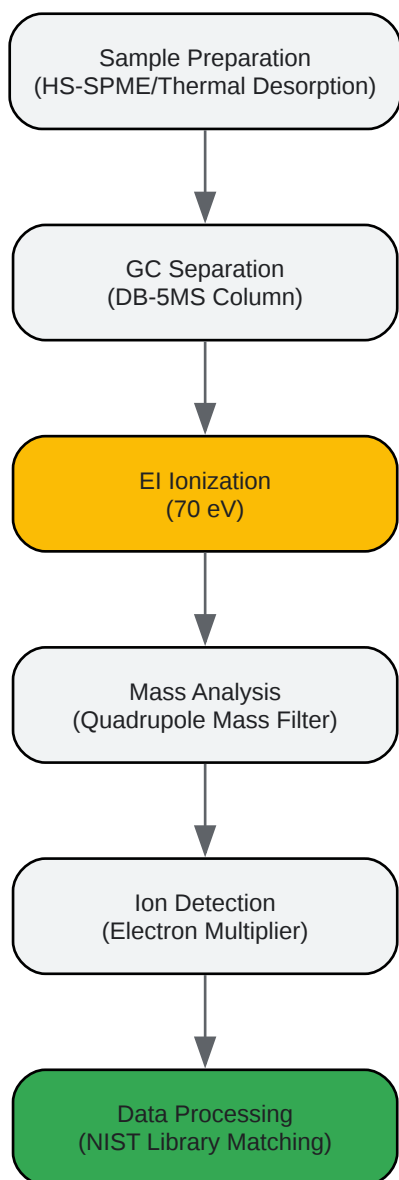 Sample Preparation
(HS-SPME/Thermal Desorption)
GC Separation
(DB-5MS Column)
EI Ionization
(70 eV)
Mass Analysis
(Quadrupole Mass Filter)
Ion Detection
(Electron Multiplier)
Data Processing
(NIST Library Matching)